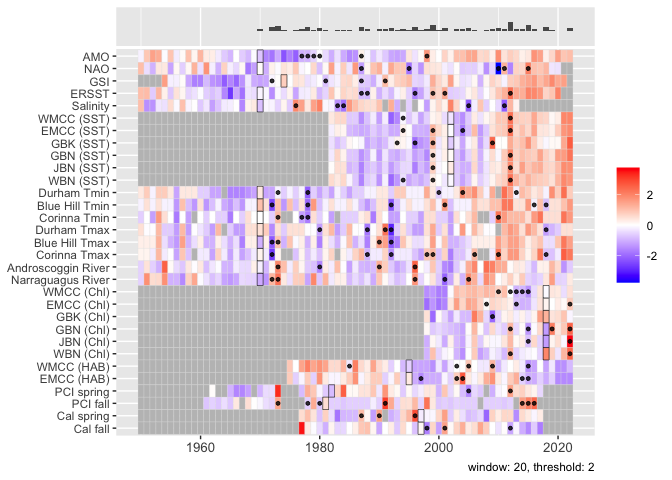 AMO
NAO
GSI
ERSST
Salinity
WMCC (SST)
EMCC (SST)
GBK (SST)
GBN (SST)
JBN (SST)
WBN (SST)
Durham Tmin
Blue Hill Tmin
Corinna Tmin
Durham Tmax
Blue Hill Tmax
Corinna Tmax
Androscoggin River
Narraguagus River
WMCC (Chl)
EMCC (Chl)
GBK (Chl)
GBN (Chl)
JBN (Chl)
WBN (Chl)
WMCC (HAB)
EMCC (HAB)
PCI spring
PCI fall
Cal spring
Cal fall
1960 1980 2000 2020
2
0
-2
window: 20, threshold: 2